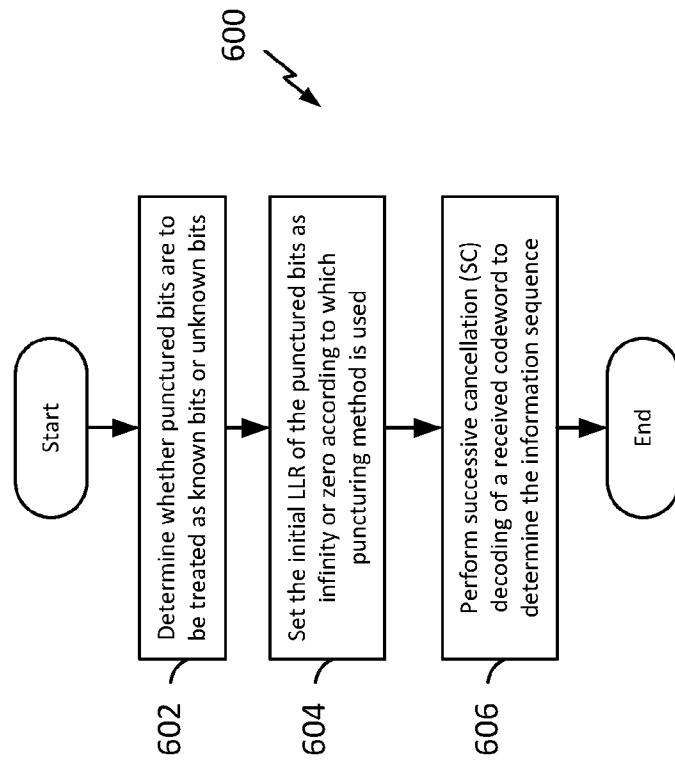 600
Start
602
Determine whether punctured bits are to
be treated as known bits or unknown bits
604
Set the initial LLR of the punctured bits as
infinity or zero according to which
puncturing method is used
606
Perform successive cancellation (SC)
decoding of a received codeword to
determine the information sequence
End